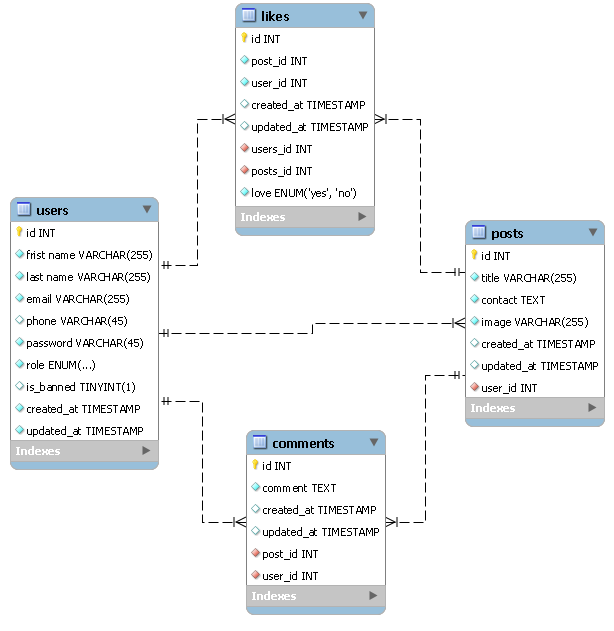 likes
id INT
post_id INT
user_id INT
created_at TIMESTAMP
updated_at TIMESTAMP
users_id INT
posts_id INT
love ENUM('yes', 'no')
Indexes
users
id INT
frist name VARCHAR(255)
last name VARCHAR(255)
email VARCHAR(255)
phone VARCHAR(45)
password VARCHAR(45)
role ENUM(...)
is_banned TINYINT(1)
created_at TIMESTAMP
updated_at TIMESTAMP
Indexes
posts
id INT
title VARCHAR(255)
contact TEXT
image VARCHAR(255)
created_at TIMESTAMP
updated_at TIMESTAMP
user_id INT
Indexes
comments
id INT
comment TEXT
created_at TIMESTAMP
updated_at TIMESTAMP
post_id INT
user_id INT
Indexes